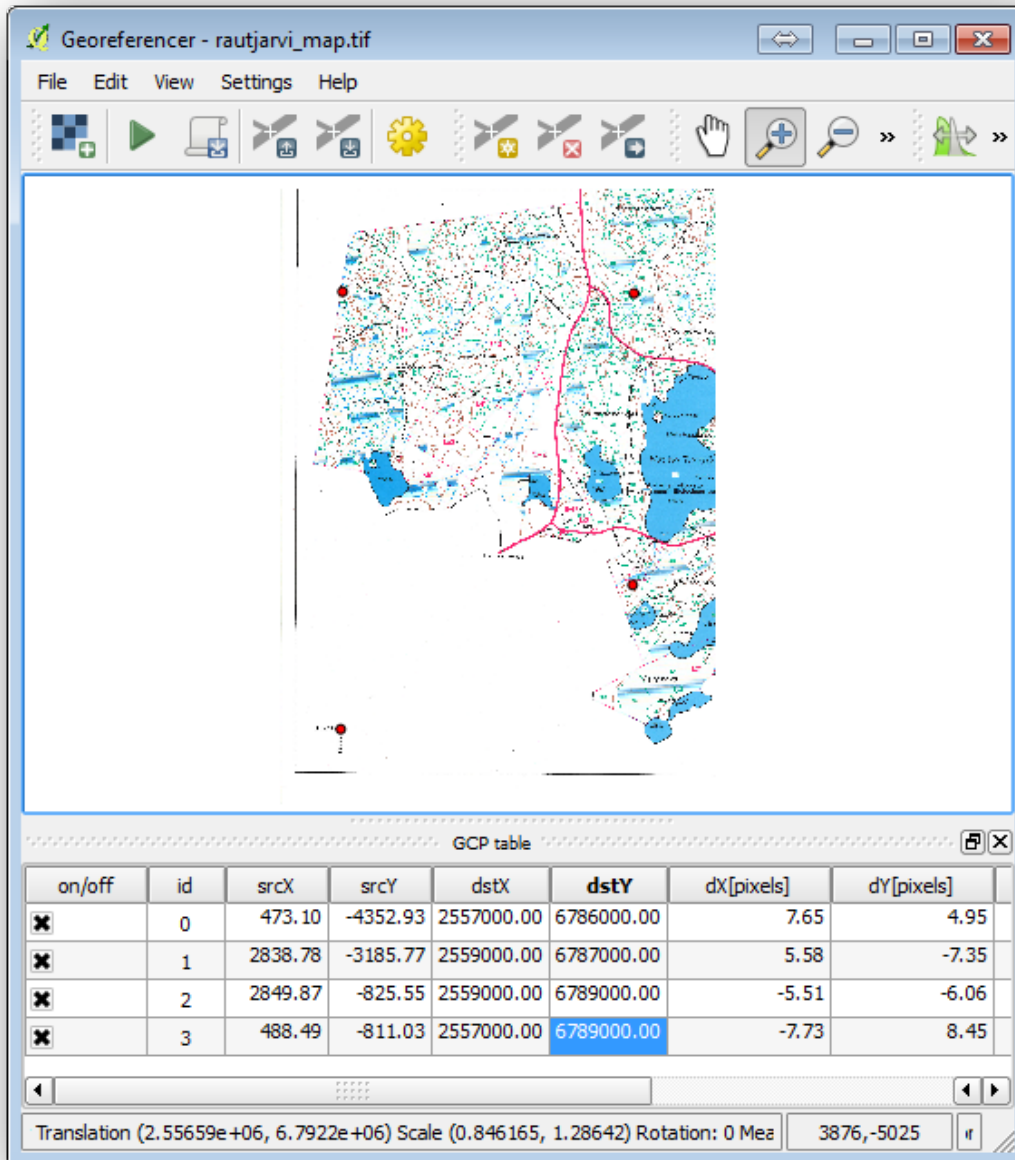 Georeferencer - rautjarvi_map.tif
File Edit View Settings Help
» »
GCP table
on/off id srcX srcY dstX dstY dX[pixels] dY[pixels]
0 473.10 -4352.93 2557000.00 6786000.00 7.65 4.95
1 2838.78 -3185.77 2559000.00 6787000.00 5.58 -7.35
2 2849.87 -825.55 2559000.00 6789000.00 -5.51 -6.06
3 488.49 -811.03 2557000.00 6789000.00 -7.73 8.45
Translation (2.55659e+06, 6.7922e+06) Scale (0.846165, 1.28642) Rotation: 0 Mea 3876,-5025